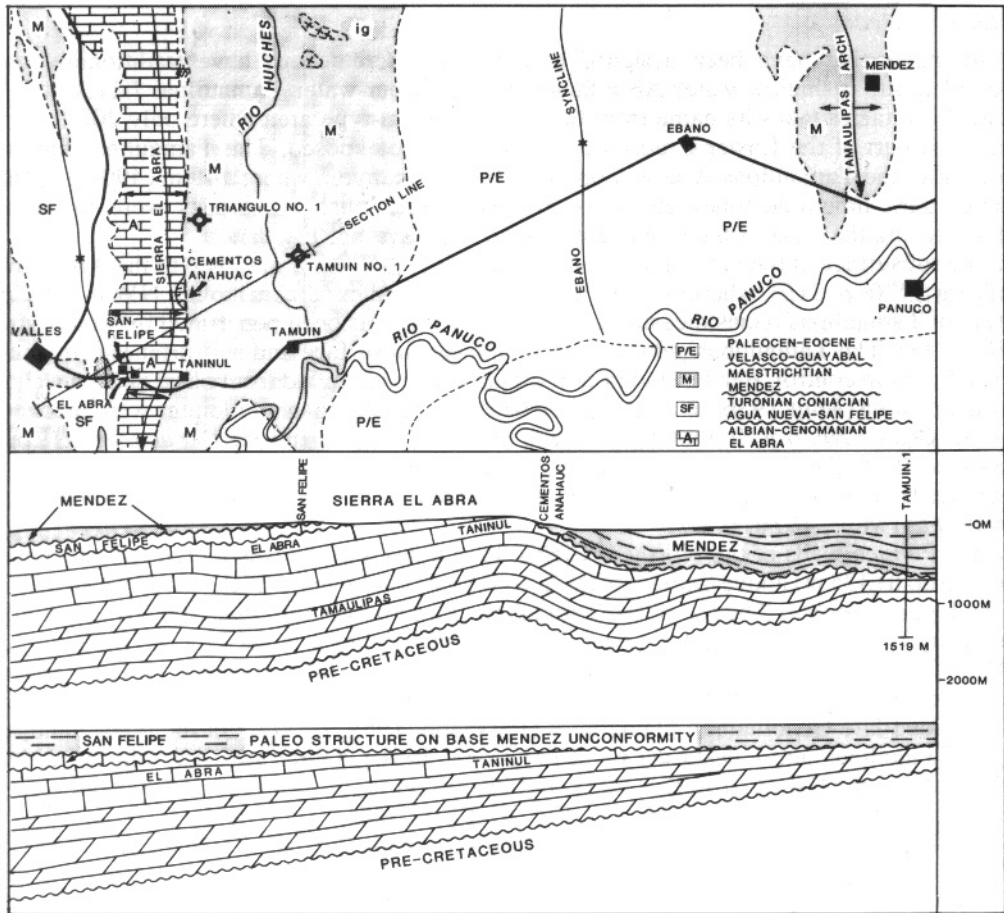 M
ig
RIO HUICHES
M
SF
SIERRA EL ABRA
A
TRIANGULO NO. 1
CEMENTOS
ANAHUAC
SECTION LINE
TAMUIN NO. 1
P/E
SYNCLINE
EBANO
EBANO
P/E
MENDEZ
M
TAMAULIPAS ARCH
VALLES
SAN
FELIPE
A
TANINUL
TAMUIN
RIO PANUCO
RIO PANUCO
PANUCO
EL ABRA
SF
M
M
M
P/E
P/E PALEOCEN-EOCENE
VELASCO-GUAYABAL
M MAESTRICHTIAN
MENDEZ
SF TURONIAN CONIACIAN
AGUA NUEVA-SAN FELIPE
A ALBIAN-CENOMANIAN
EL ABRA
MENDEZ
SAN FELIPE
SIERRA EL ABRA
CEMENTOS
ANAHAUC
TAMUIN.1
SAN FELIPE
EL ABRA
TANINUL
MENDEZ
TAMAULIPAS
PRE-CRETACEOUS
-0M
-1000M
1519 M
-2000M
SAN FELIPE
PALEO STRUCTURE ON BASE MENDEZ UNCONFORMITY
EL ABRA
TANINUL
PRE-CRETACEOUS